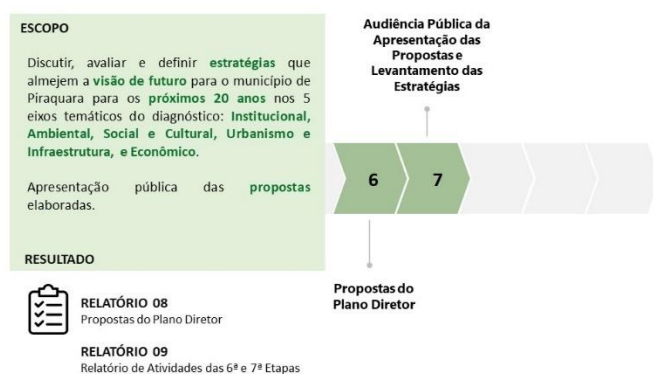 ESCOPO
Discutir, avaliar e definir estratégias que
almejem a visão de futuro para o município de
Piraquara para os próximos 20 anos nos 5
eixos temáticos do diagnóstico: Institucional,
Ambiental, Social e Cultural, Urbanismo e
Infraestrutura, e Econômico.
Apresentação pública das propostas
elaboradas.
RESULTADO
RELATÓRIO 08
Propostas do Plano Diretor
RELATÓRIO 09
Relatório de Atividades das 6ª e 7ª Etapas
Audiência Pública da
Apresentação das
Propostas e
Levantamento das
Estratégias
6
7
Propostas do
Plano Diretor